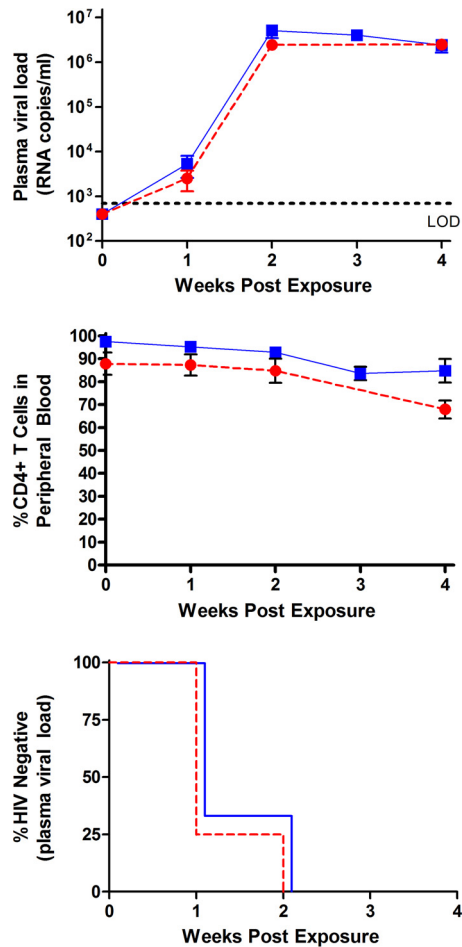 Plasma viral load
(RNA copies/ml)
10⁷
10⁶
10⁵
10⁴
10³
10²
LOD
0 1 2 3 4
Weeks Post Exposure
%CD4+ T Cells in
Peripheral Blood
100
90
80
70
60
50
40
30
20
10
0
0 1 2 3 4
Weeks Post Exposure
%HIV Negative
(plasma viral load)
100
75
50
25
0
0 1 2 3 4
Weeks Post Exposure